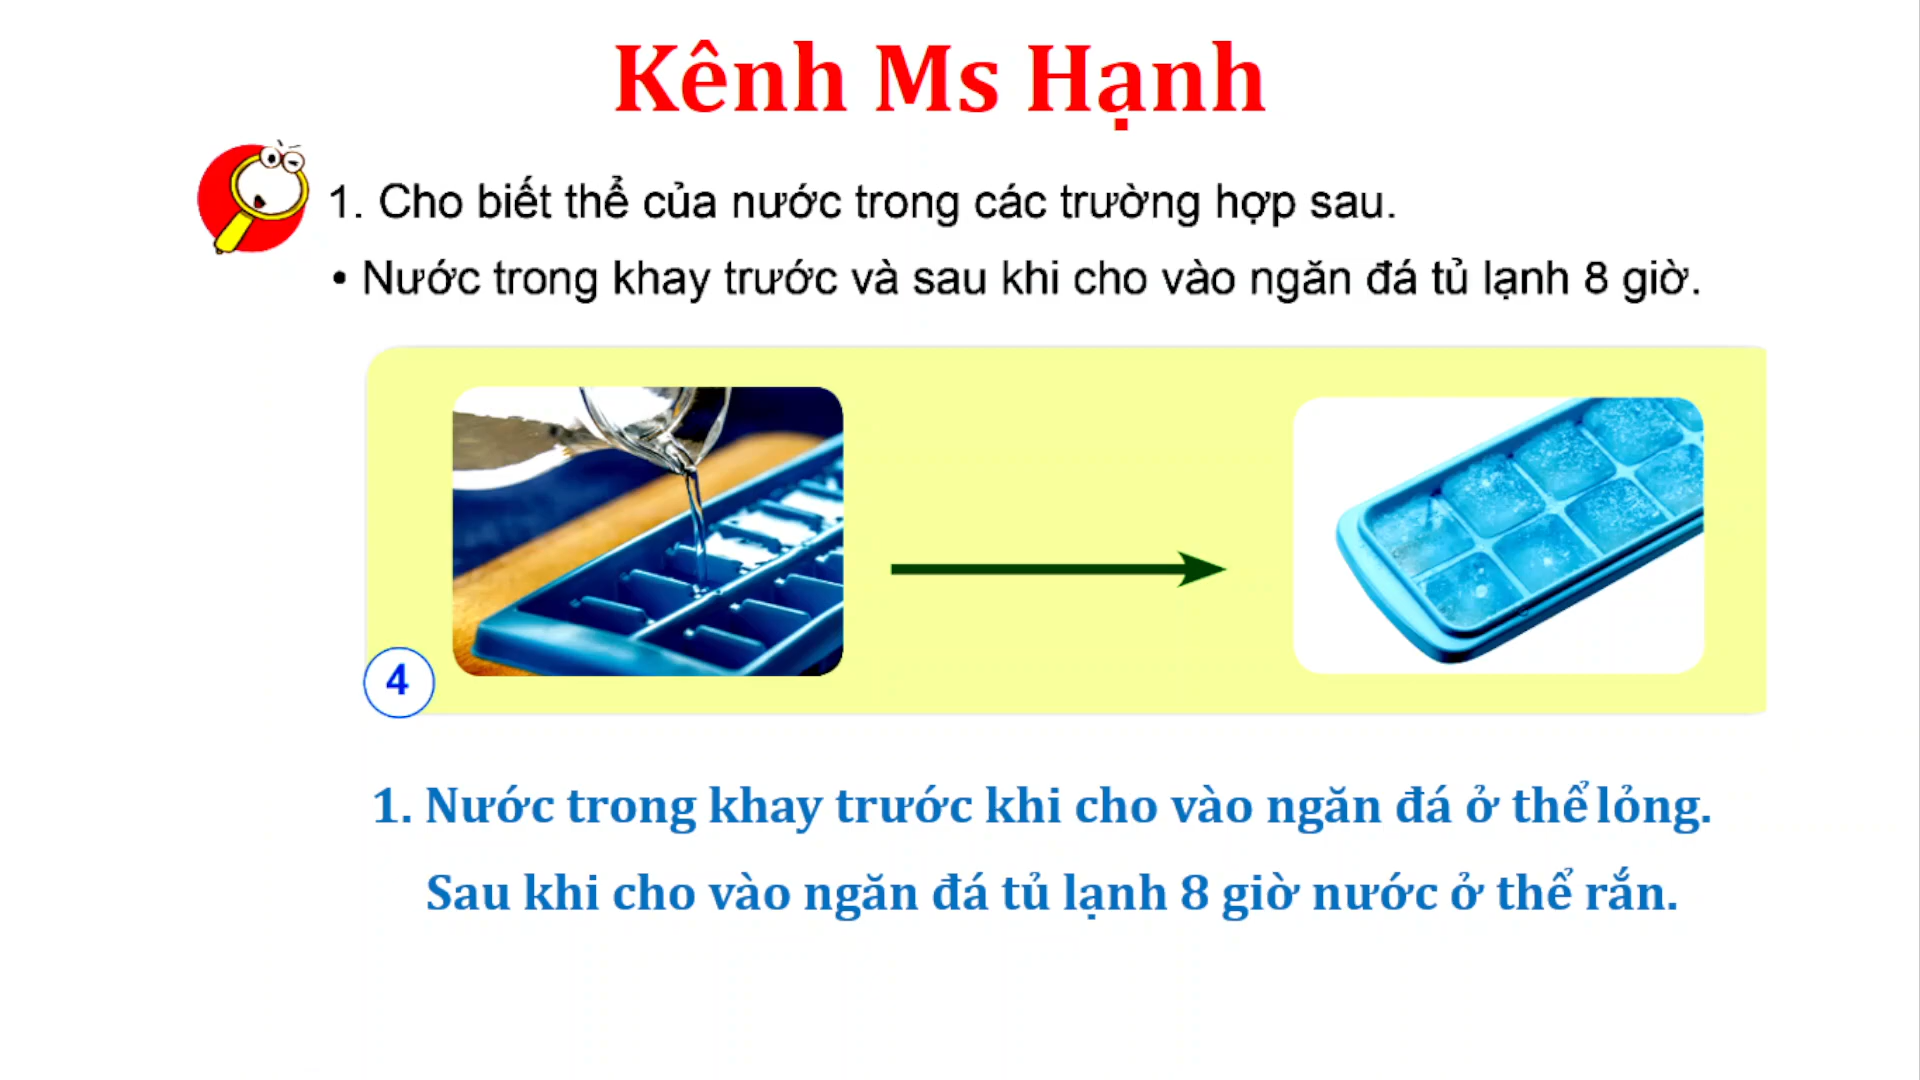 Kênh Ms Hạnh
1. Cho biết thể của nước trong các trường hợp sau.
• Nước trong khay trước và sau khi cho vào ngăn đá tủ lạnh 8 giờ.
4
1. Nước trong khay trước khi cho vào ngăn đá ở thể lỏng.
Sau khi cho vào ngăn đá tủ lạnh 8 giờ nước ở thể rắn.